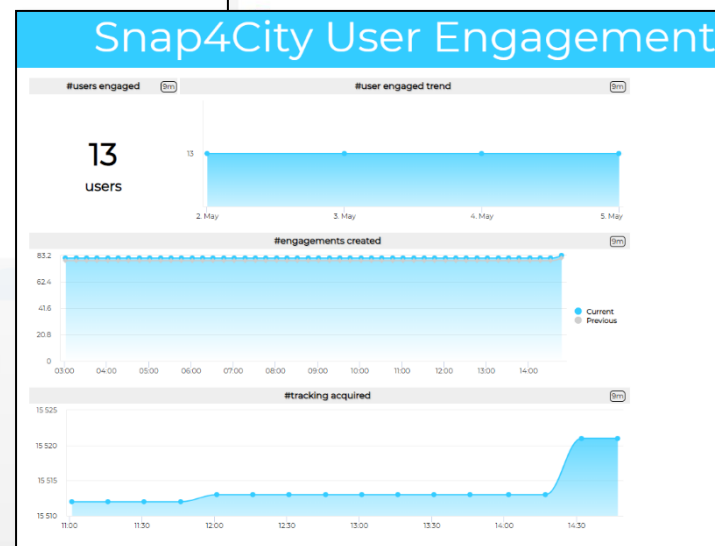 Snap4City User Engagement
#users engaged 9m #user engaged trend 9m
13
users
13
2. May 3. May 4. May 5. May
#engagements created 9m
83.2
62.4
41.6
20.8
0
Current
Previous
03:00 04:00 05:00 06:00 07:00 08:00 09:00 10:00 11:00 12:00 13:00 14:00
#tracking acquired 9m
15 525
15 520
15 515
15 510
11:00 11:30 12:00 12:30 13:00 13:30 14:00 14:30